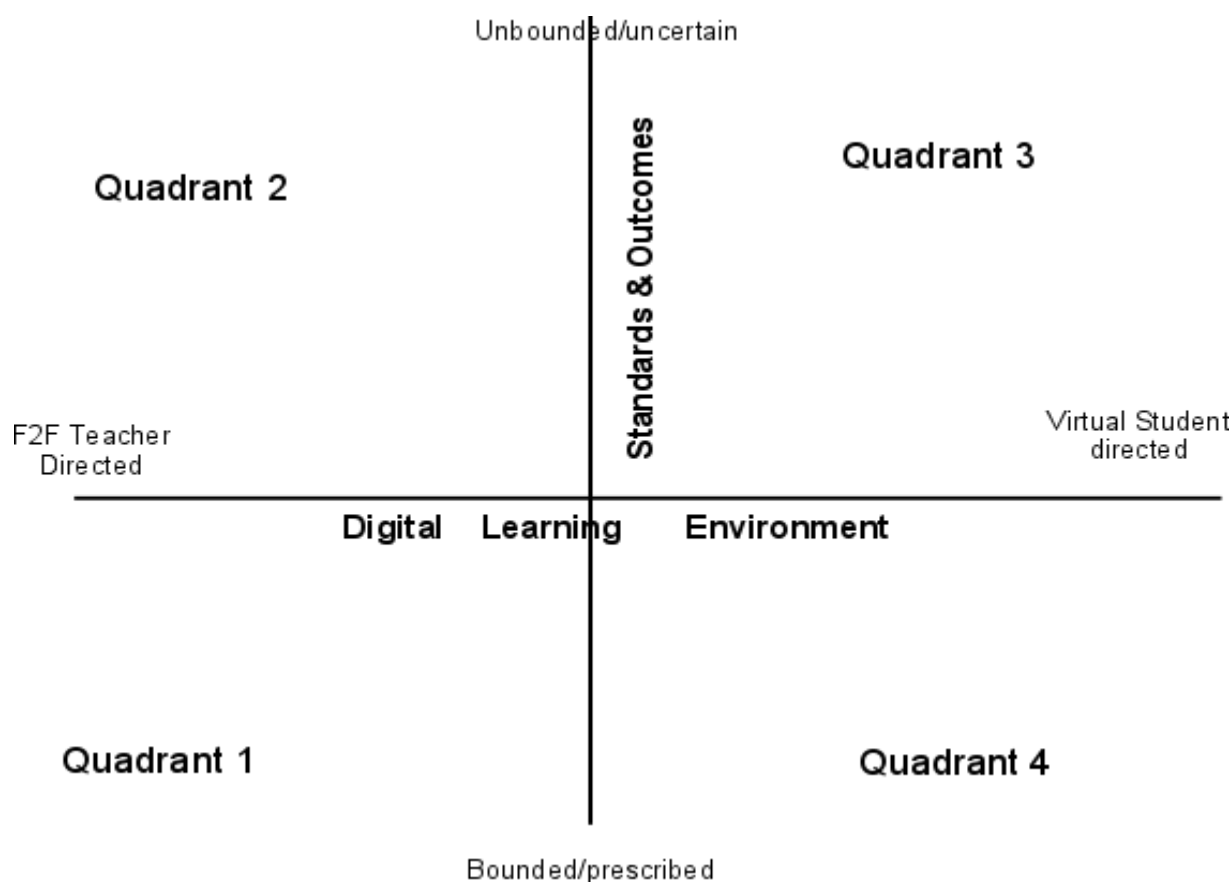 Unbounded/uncertain
Standards & Outcomes
Quadrant 3
Quadrant 2
Virtual Student
directed
F2F Teacher
Directed
Digital Learning Environment
Quadrant 1
Quadrant 4
Bounded/prescribed